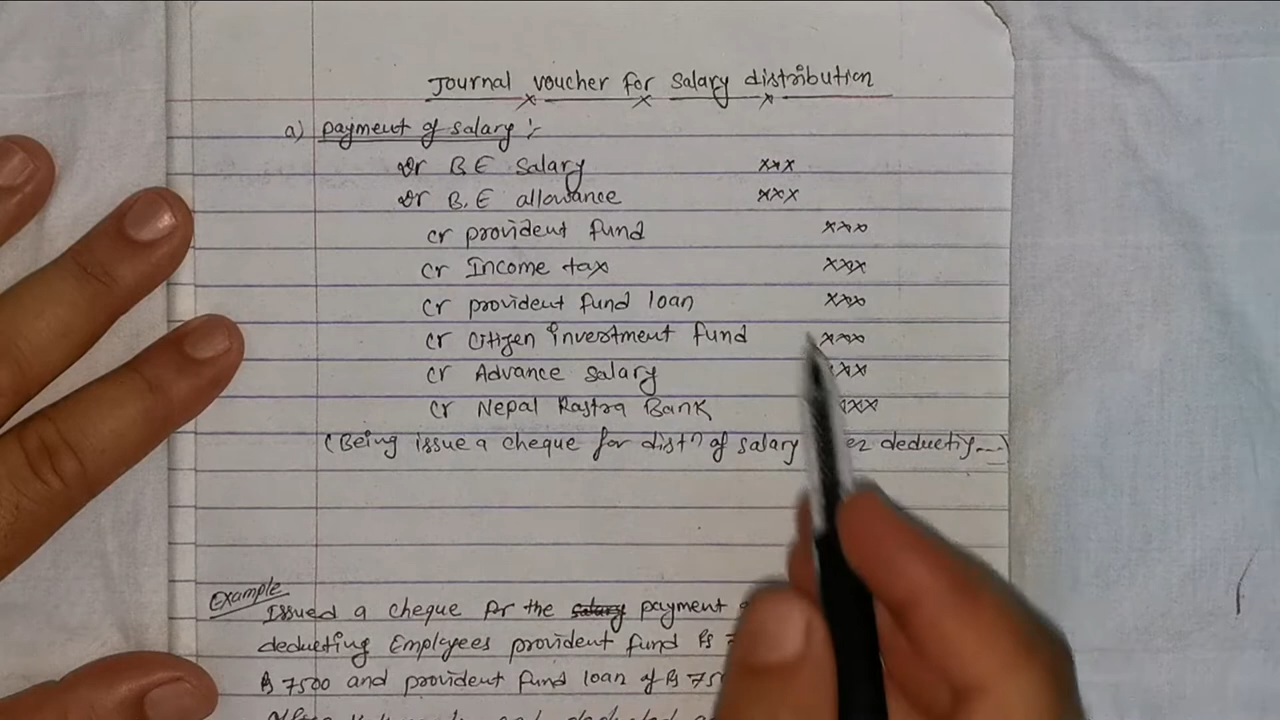 Journal voucher for salary distribution
a) payment of salary :-
Dr B.E salary xxx
Dr B.E allowance xxx
cr provident fund xxx
cr Income tax xxx
cr provident fund loan xxx
cr citizen investment fund xxx
cr Advance salary xxx
cr Nepal Rastra Bank xxx
(Being issue a cheque for distn of salary deductig....)
Example
Issued a cheque for the salary payment
deducting Employees provident fund Rs
Rs 7500 and provident fund loan of Rs